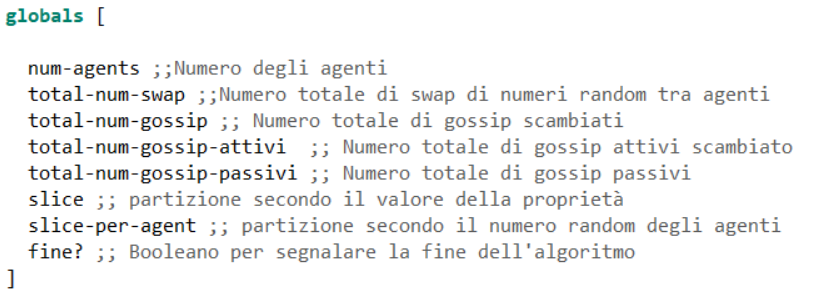 globals [
num-agents ;;Numero degli agenti
total-num-swap ;;Numero totale di swap di numeri random tra agenti
total-num-gossip ;; Numero totale di gossip scambiati
total-num-gossip-attivi  ;; Numero totale di gossip attivi scambiato
total-num-gossip-passivi ;; Numero totale di gossip passivi
slice ;; partizione secondo il valore della proprietà
slice-per-agent ;; partizione secondo il numero random degli agenti
fine? ;; Booleano per segnalare la fine dell'algoritmo
]